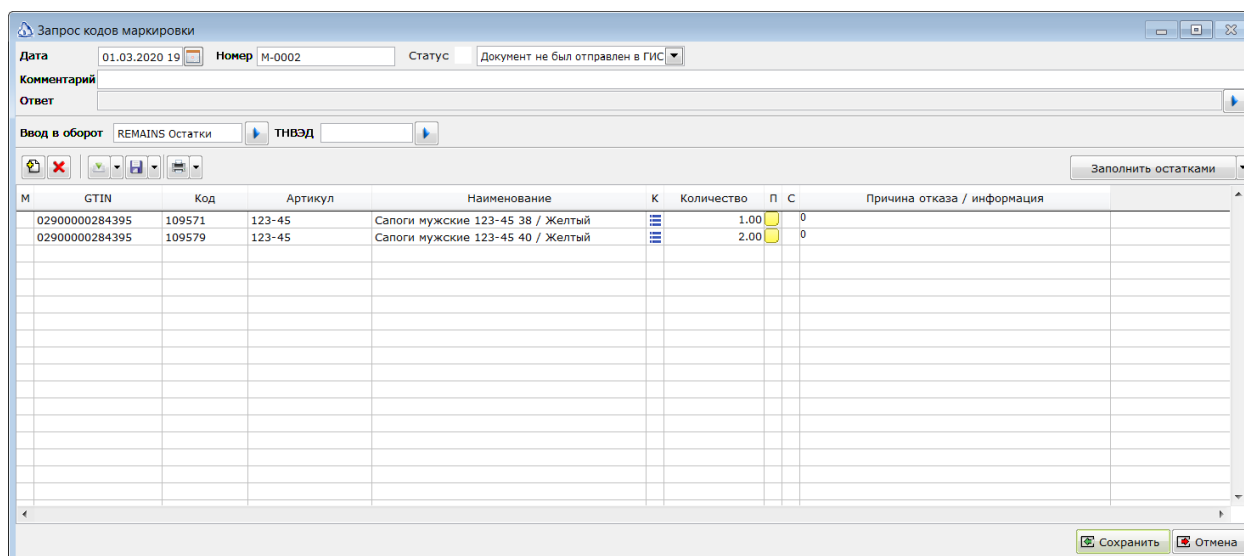 Запрос кодов маркировки
Дата 01.03.2020 19 Номер М-0002 Статус Документ не был отправлен в ГИС
Комментарий
Ответ
Ввод в оборот REMAINS Остатки ТНВЭД
Заполнить остатками
М GTIN Код Артикул Наименование К Количество П С Причина отказа / информация
02900000284395 109571 123-45 Сапоги мужские 123-45 38 / Желтый 1.00 0
02900000284395 109579 123-45 Сапоги мужские 123-45 40 / Желтый 2.00 0
Сохранить Отмена